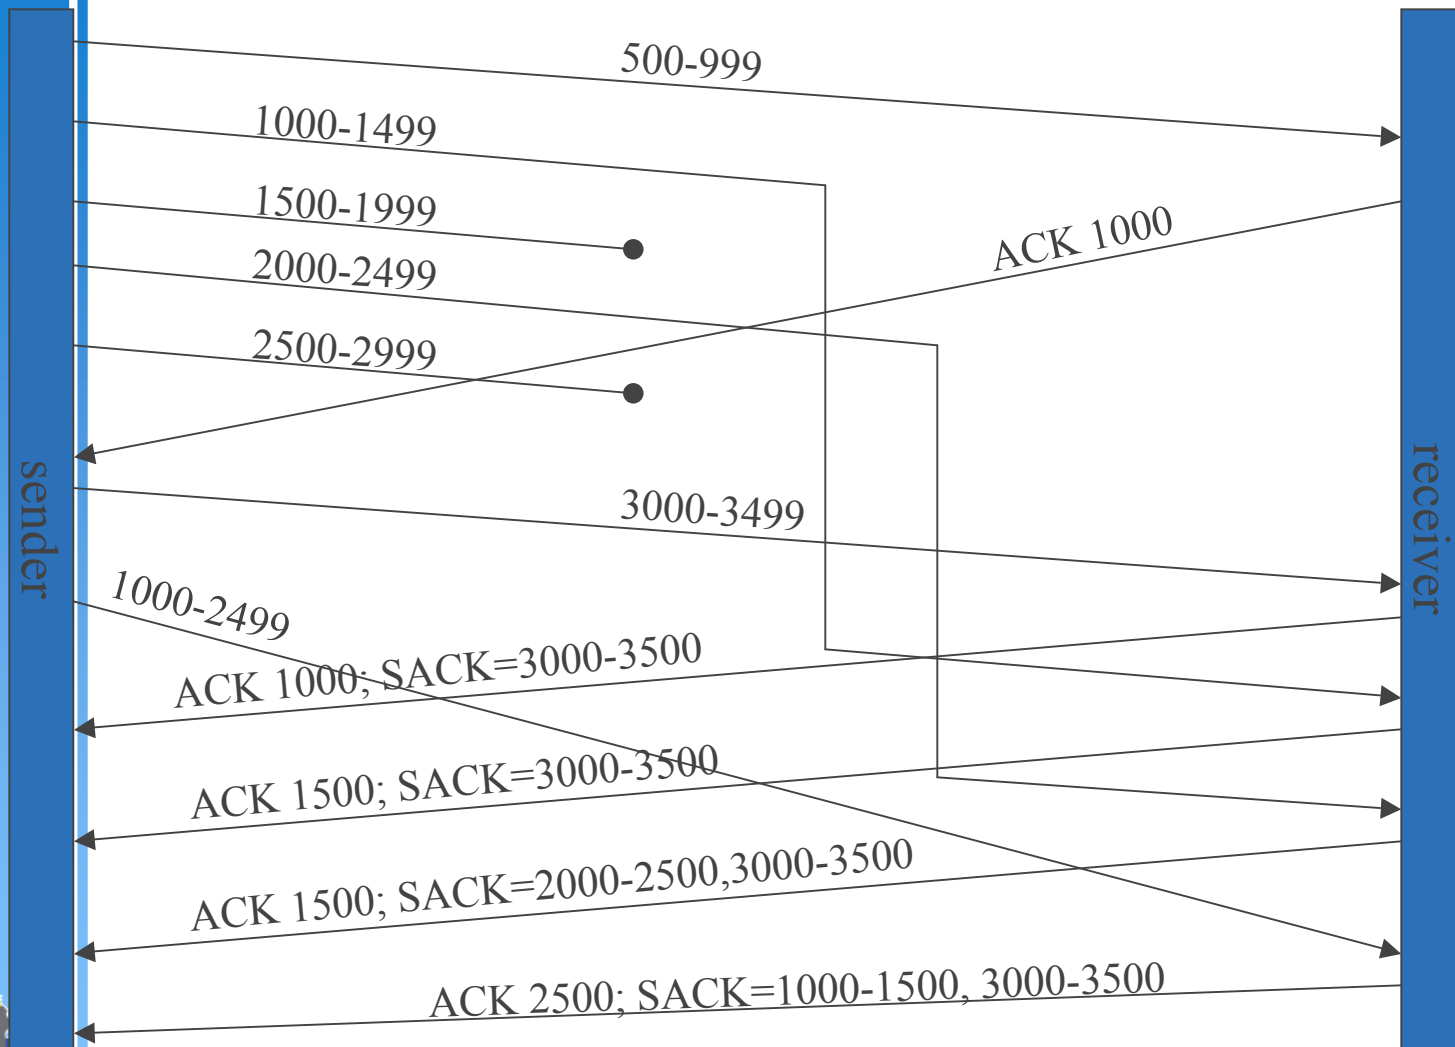 500-999
1000-1499
1500-1999
ACK 1000
2000-2499
2500-2999
sender
receiver
3000-3499
1000-2499
ACK 1000; SACK=3000-3500
ACK 1500; SACK=3000-3500
ACK 1500; SACK=2000-2500,3000-3500
ACK 2500; SACK=1000-1500, 3000-3500